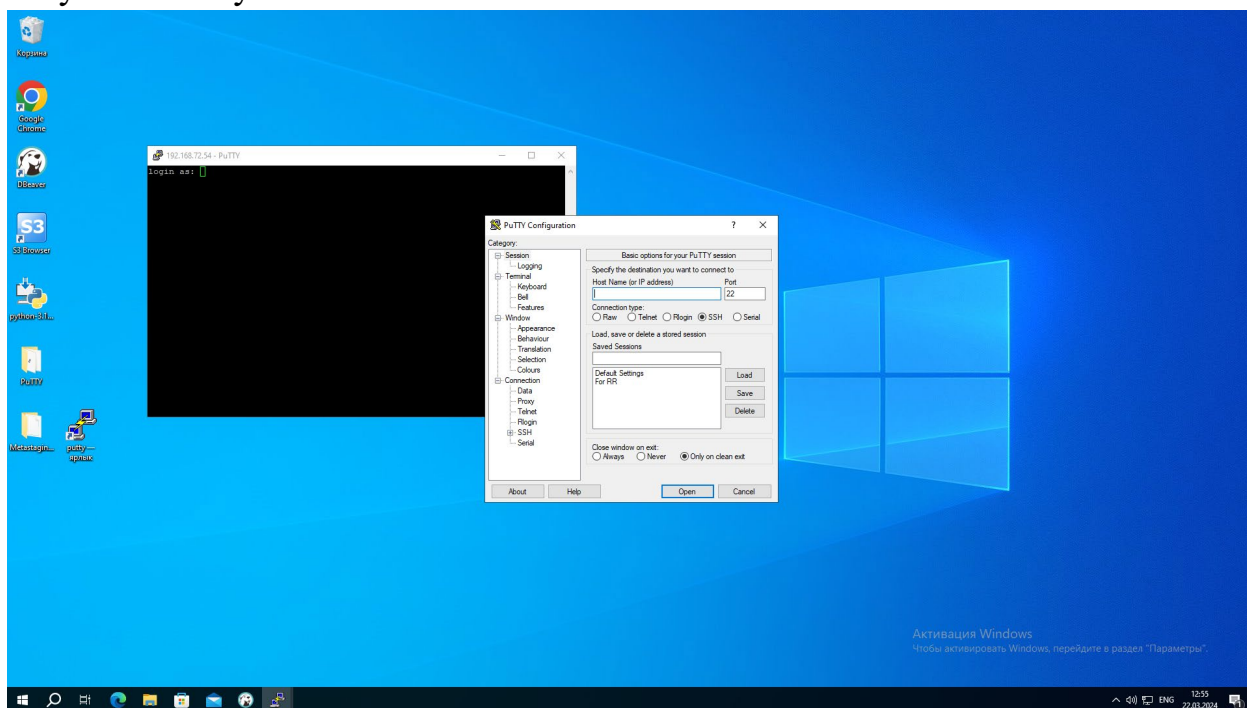 Корзина
Google
Chrome
DBeaver
S3
S3 Browser
python-3.1...
PuTTY
Metastagin...
putty —
ярлык
192.168.72.54 - PuTTY
login as:
PuTTY Configuration
?
Category:
Session
Logging
Terminal
Keyboard
Bell
Features
Window
Appearance
Behaviour
Translation
Selection
Colours
Connection
Data
Proxy
Telnet
Rlogin
SSH
Serial
Basic options for your PuTTY session
Specify the destination you want to connect to
Host Name (or IP address) Port
22
Connection type:
Raw Telnet Rlogin SSH Serial
Load, save or delete a stored session
Saved Sessions
Default Settings
For RR
Load
Save
Delete
Close window on exit:
Always Never Only on clean exit
About Help Open Cancel
Активация Windows
Чтобы активировать Windows, перейдите в раздел "Параметры".
ENG
12:55
22.03.2024